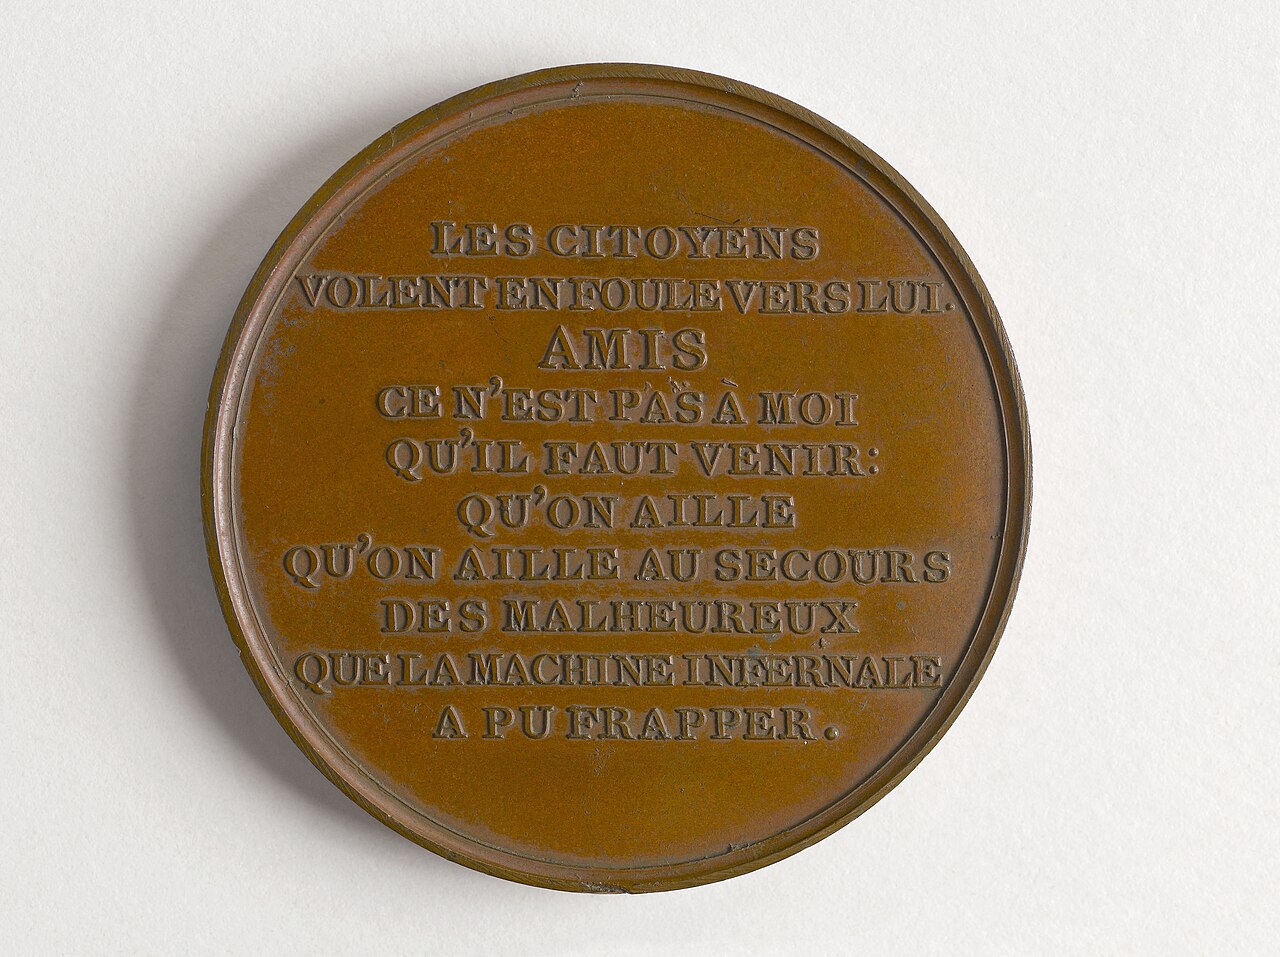 LES CITOYENS
VOLENT EN FOULE VERS LUI.
AMIS
CE N'EST PAS À MOI
QU'IL FAUT VENIR:
QU'ON AILLE
QU'ON AILLE AU SECOURS
DES MALHEUREUX
QUE LA MACHINE INFERNALE
A PU FRAPPER.